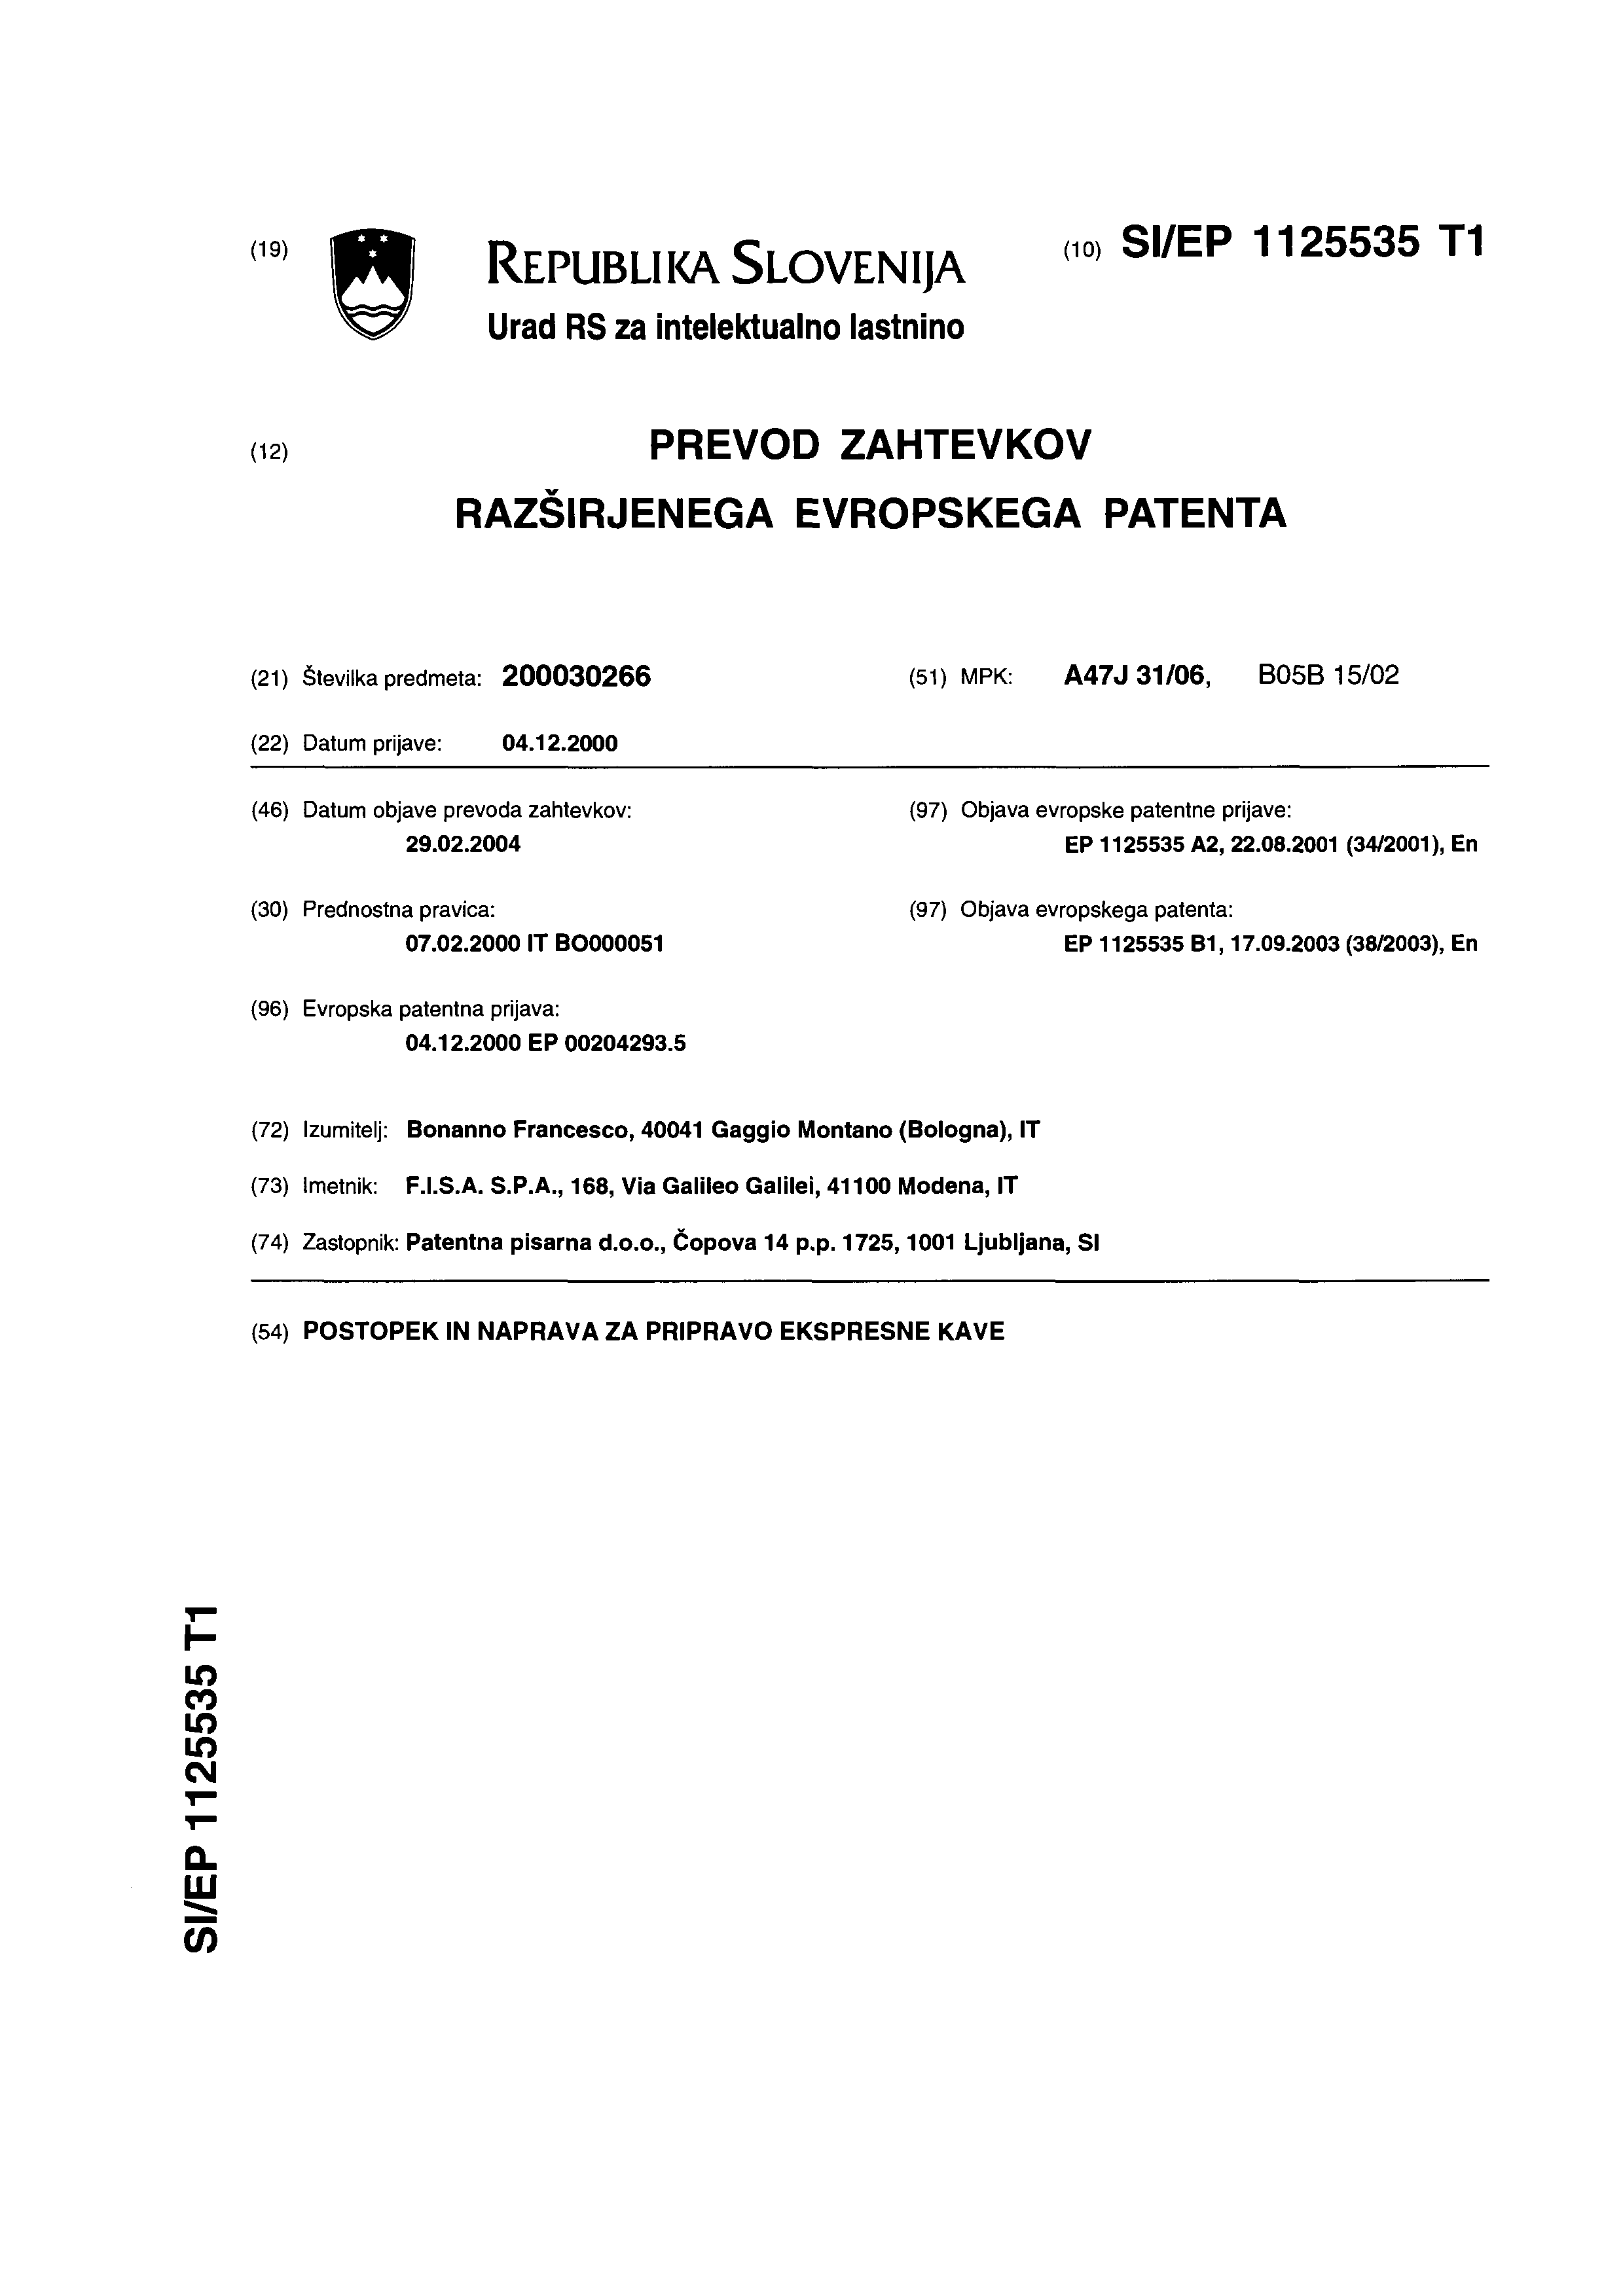 (19)
REPUBLIKA SLOVENIJA
Urad RS za intelektualno lastnino
(10) SI/EP 1125535 T1
(12)
PREVOD ZAHTEVKOV
RAZŠIRJENEGA EVROPSKEGA PATENTA
(21) Številka predmeta: 200030266
(51) MPK: A47J 31/06, B05B 15/02
(22) Datum prijave: 04.12.2000
(46) Datum objave prevoda zahtevkov:
29.02.2004
(97) Objava evropske patentne prijave:
EP 1125535 A2, 22.08.2001 (34/2001), En
(30) Prednostna pravica:
07.02.2000 IT BO000051
(97) Objava evropskega patenta:
EP 1125535 B1, 17.09.2003 (38/2003), En
(96) Evropska patentna prijava:
04.12.2000 EP 00204293.5
(72) Izumitelj: Bonanno Francesco, 40041 Gaggio Montano (Bologna), IT
(73) Imetnik: F.I.S.A. S.P.A., 168, Via Galileo Galilei, 41100 Modena, IT
(74) Zastopnik: Patentna pisarna d.o.o., Čopova 14 p.p. 1725, 1001 Ljubljana, SI
(54) POSTOPEK IN NAPRAVA ZA PRIPRAVO EKSPRESNE KAVE
SI/EP 1125535 T1